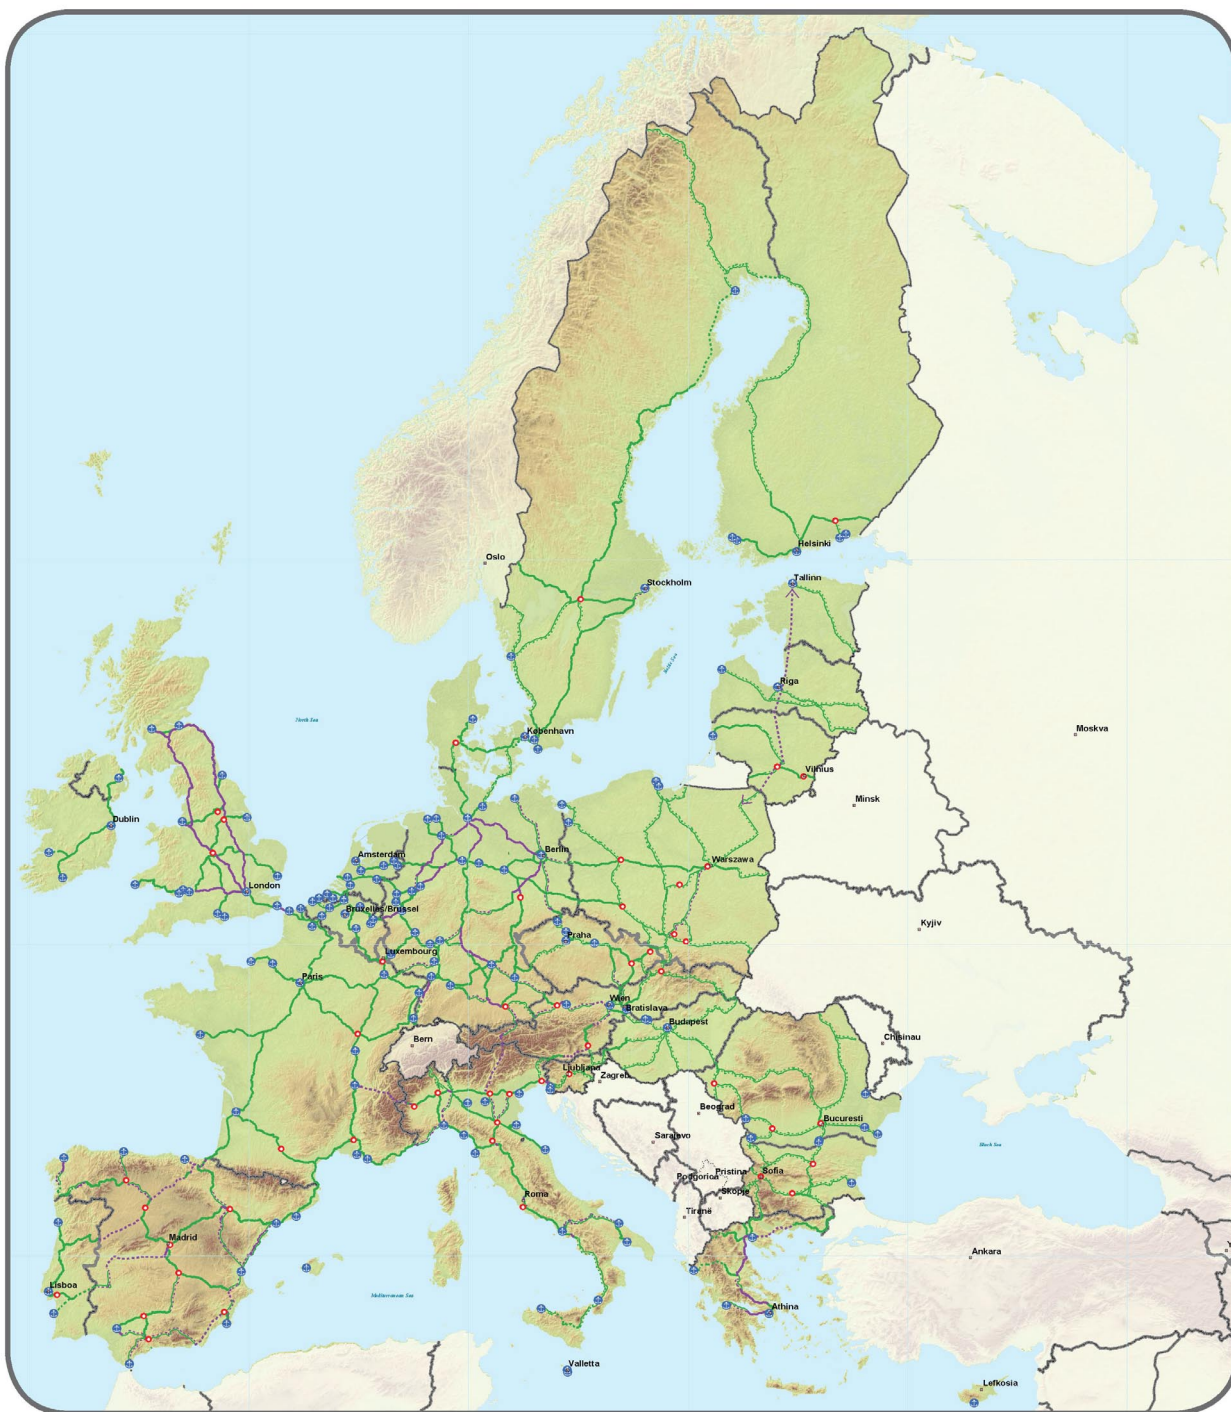 Oslo
Helsinki
Tallinn
Stockholm
Baltic Sea
Riga
North Sea
København
Moskva
Vilnius
Minsk
Dublin
Amsterdam
Berlin
Warszawa
London
Bruxelles/Brussel
Kyjiv
Praha
Luxembourg
Paris
Wien
Bratislava
Budapest
Bern
Chisinau
Ljubljana
Zagreb
Beograd
Bucuresti
Sarajevo
Black Sea
Pristina
Sofia
Podgorica
Skopje
Roma
Tiranë
Madrid
Ankara
Y
Lisboa
Mediterranean Sea
Athina
Valletta
Lefkosia